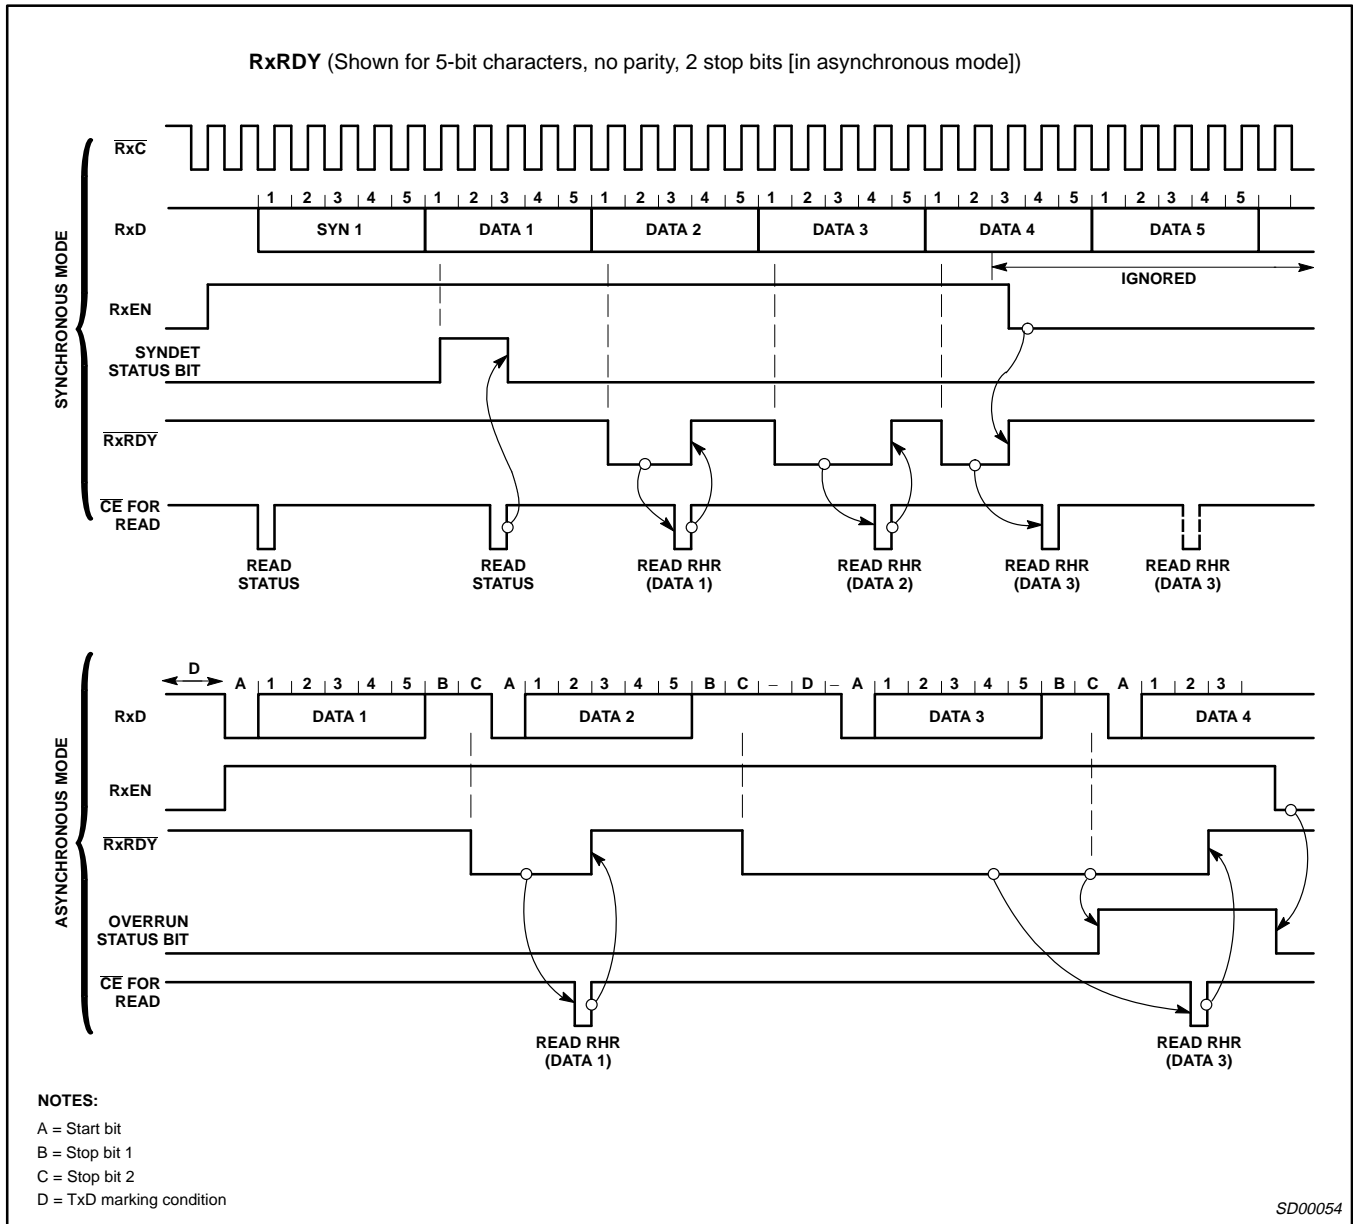 RxRDY (Shown for 5-bit characters, no parity, 2 stop bits [in asynchronous mode])
SYNCHRONOUS MODE
RxC
1 2 3 4 5 1 2 3 4 5 1 2 3 4 5 1 2 3 4 5 1 2 3 4 5 1 2 3 4 5
RxD SYN 1 DATA 1 DATA 2 DATA 3 DATA 4 DATA 5
IGNORED
RxEN
SYNDET
STATUS BIT
RxRDY
CE FOR
READ
READ
STATUS
READ
STATUS
READ RHR
(DATA 1)
READ RHR
(DATA 2)
READ RHR
(DATA 3)
READ RHR
(DATA 3)
ASYNCHRONOUS MODE
D
A 1 2 3 4 5 B C A 1 2 3 4 5 B C – D – A 1 2 3 4 5 B C A 1 2 3
RxD DATA 1 DATA 2 DATA 3 DATA 4
RxEN
RxRDY
OVERRUN
STATUS BIT
CE FOR
READ
READ RHR
(DATA 1)
READ RHR
(DATA 3)
NOTES:
A = Start bit
B = Stop bit 1
C = Stop bit 2
D = TxD marking condition
SD00054